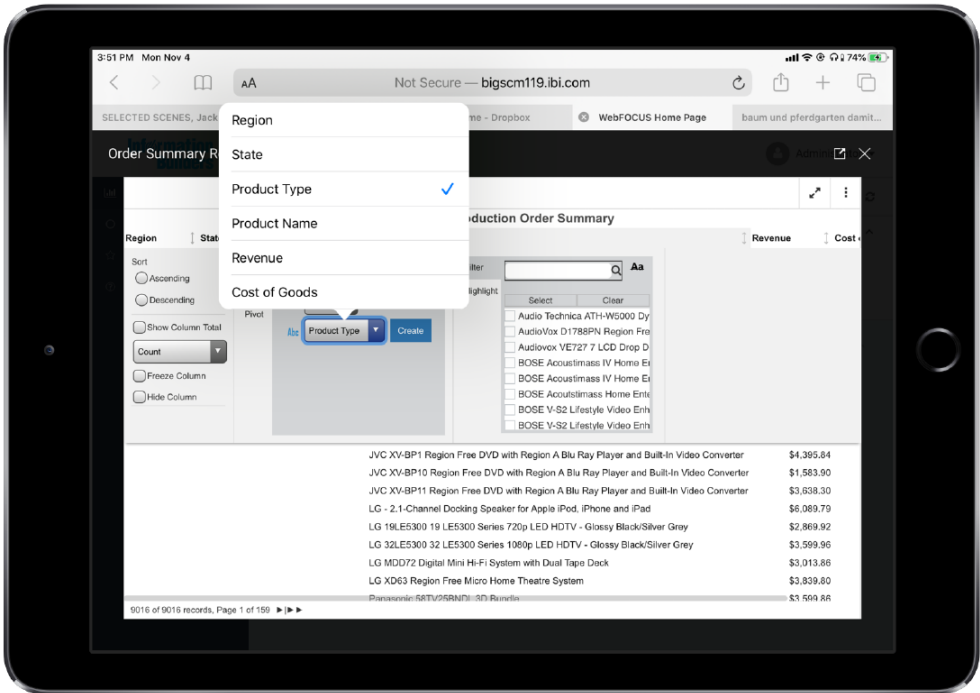 3:51 PM Mon Nov 4
74%
AA
Not Secure — bigscm119.ibi.com
SELECTED SCENES, Jack
me - Dropbox
WebFOCUS Home Page
baum und pferdgarten damit...
Order Summary R
Region
State
Product Type
Product Name
Revenue
Cost of Goods
oduction Order Summary
Region
Stat
Revenue
Cost
Sort
Ascending
Descending
Show Column Total
Count
Freeze Column
Hide Column
Pivot
Abc
Product Type
Create
ilter
Aa
ighlight
Select
Clear
Audio Technica ATH-W5000 Dy
AudioVox D1788PN Region Fre
Audiovox VE727 7 LCD Drop D
BOSE Acoustimass IV Home En
BOSE Acoustimass IV Home En
BOSE Acoutstimass Home Ente
BOSE V-S2 Lifestyle Video Enh
BOSE V-S2 Lifestyle Video Enh
JVC XV-BP1 Region Free DVD with Region A Blu Ray Player and Built-In Video Converter $4,395.84
JVC XV-BP10 Region Free DVD with Region A Blu Ray Player and Built-In Video Converter $1,583.90
JVC XV-BP11 Region Free DVD with Region A Blu Ray Player and Built-In Video Converter $3,638.30
LG - 2.1-Channel Docking Speaker for Apple iPod, iPhone and iPad $6,089.79
LG 19LE5300 19 LE5300 Series 720p LED HDTV - Glossy Black/Silver Grey $2,869.92
LG 32LE5300 32 LE5300 Series 1080p LED HDTV - Glossy Black/Silver Grey $3,599.96
LG MDD72 Digital Mini Hi-Fi System with Dual Tape Deck $3,013.86
LG XD63 Region Free Micro Home Theatre System $3,839.80
Panasonic 58TV25BNDL 3D Bundle $3,599.86
9016 of 9016 records, Page 1 of 159